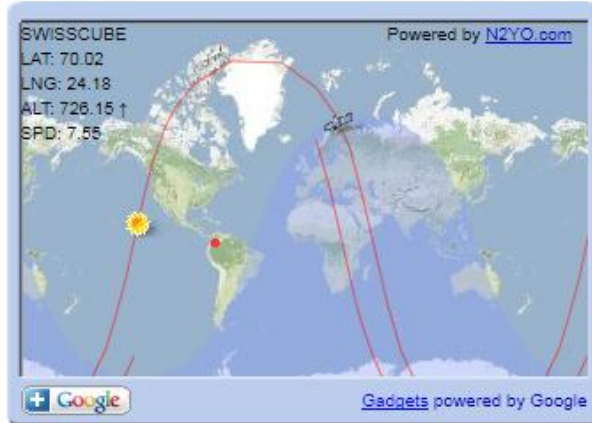 SWISSCUBE
Powered by N2YO.com
LAT: 70.02
LNG: 24.18
ALT: 726.15 ↑
SPD: 7.55
Google
Gadgets powered by Google